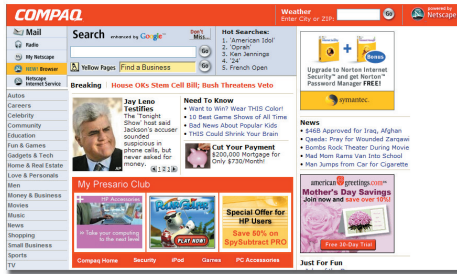 COMPAQ
Weather
Enter City or ZIP:
Go
powered by
Netscape
Mail
Radio
My Netscape
NEW! Browser
Netscape
Internet Service
Autos
Careers
Celebrity
Community
Education
Fun & Games
Gadgets & Tech
Home & Real Estate
Love & Personals
Men
Money & Business
Movies
Music
News
Shopping
Small Business
Sports
TV
Search enhanced by Google
Don't
Miss...
Go
Yellow Pages
Find a Business
Go
Hot Searches:
1. 'American Idol'
2. 'Oprah'
3. Ken Jennings
4. '24'
5. French Open
Breaking
House OKs Stem Cell Bill; Bush Threatens Veto
Jay Leno
Testifies
The 'Tonight
Show' host said
Jackson's accuser
sounded
suspicious in
phone calls, but
never asked for
money.
1 2 3
Need To Know
• Want to Win? Wear THIS Color!
• 10 Best Game Shows of All Time
• Bad News About Popular Kids
• THIS Could Shrink Your Brain
Cut Your Payment
$200,000 Mortgage for
Only $730/Month!
My Presario Club
HP Accessories
Take your computing
to the next level
POLAR GOLFER
PLAY NOW!
Special Offer for
HP Users
Save 50% on
SpySubtract PRO
Compaq Home
Security
iPod
Games
PC Accessories
Bonus
Upgrade to Norton Internet
Security™ and get Norton™
Password Manager FREE!
symantec.
News
• $46B Approved for Iraq, Afghan
• Qaeda: Pray for Wounded Zarqawi
• Bombs Rock Theater During Movie
• Mad Mom Rams Van Into School
• Man Jumps from Car for Cigarette
american greetings.com
Mother's Day Savings
Join now and save over 10%!
Free 30-Day Trial
Just For Fun